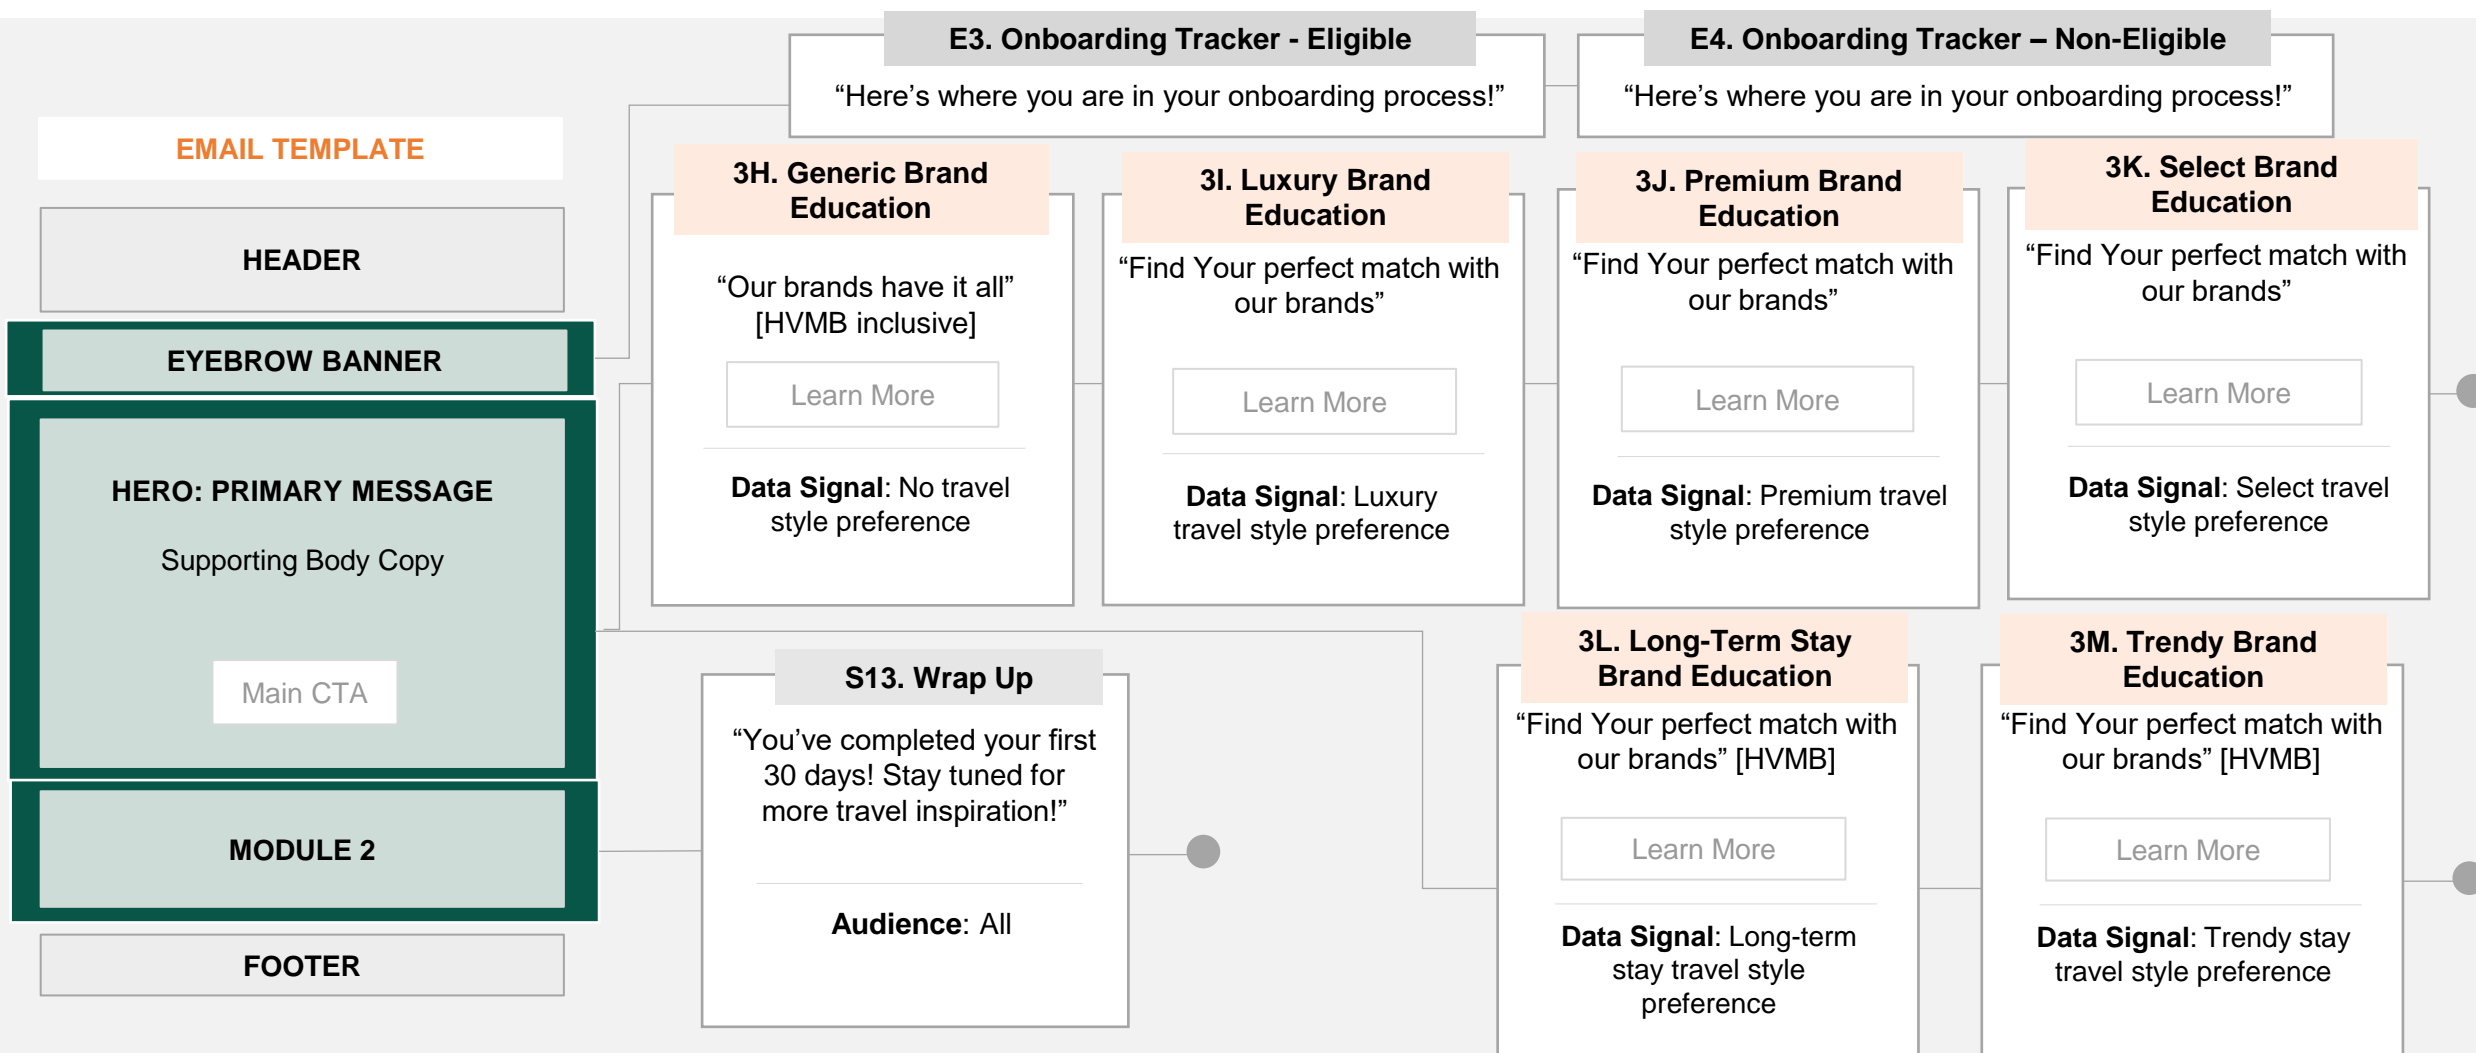 E3. Onboarding Tracker - Eligible
“Here’s where you are in your onboarding process!”
E4. Onboarding Tracker – Non-Eligible
“Here’s where you are in your onboarding process!”
EMAIL TEMPLATE
HEADER
EYEBROW BANNER
HERO: PRIMARY MESSAGE
Supporting Body Copy
Main CTA
MODULE 2
FOOTER
3H. Generic Brand
Education
“Our brands have it all”
[HVMB inclusive]
Learn More
Data Signal: No travel
style preference
3I. Luxury Brand
Education
“Find Your perfect match with
our brands”
Learn More
Data Signal: Luxury
travel style preference
3J. Premium Brand
Education
“Find Your perfect match with
our brands”
Learn More
Data Signal: Premium travel
style preference
3K. Select Brand
Education
“Find Your perfect match with
our brands”
Learn More
Data Signal: Select travel
style preference
S13. Wrap Up
“You’ve completed your first
30 days! Stay tuned for
more travel inspiration!”
Audience: All
3L. Long-Term Stay
Brand Education
“Find Your perfect match with
our brands” [HVMB]
Learn More
Data Signal: Long-term
stay travel style
preference
3M. Trendy Brand
Education
“Find Your perfect match with
our brands” [HVMB]
Learn More
Data Signal: Trendy stay
travel style preference